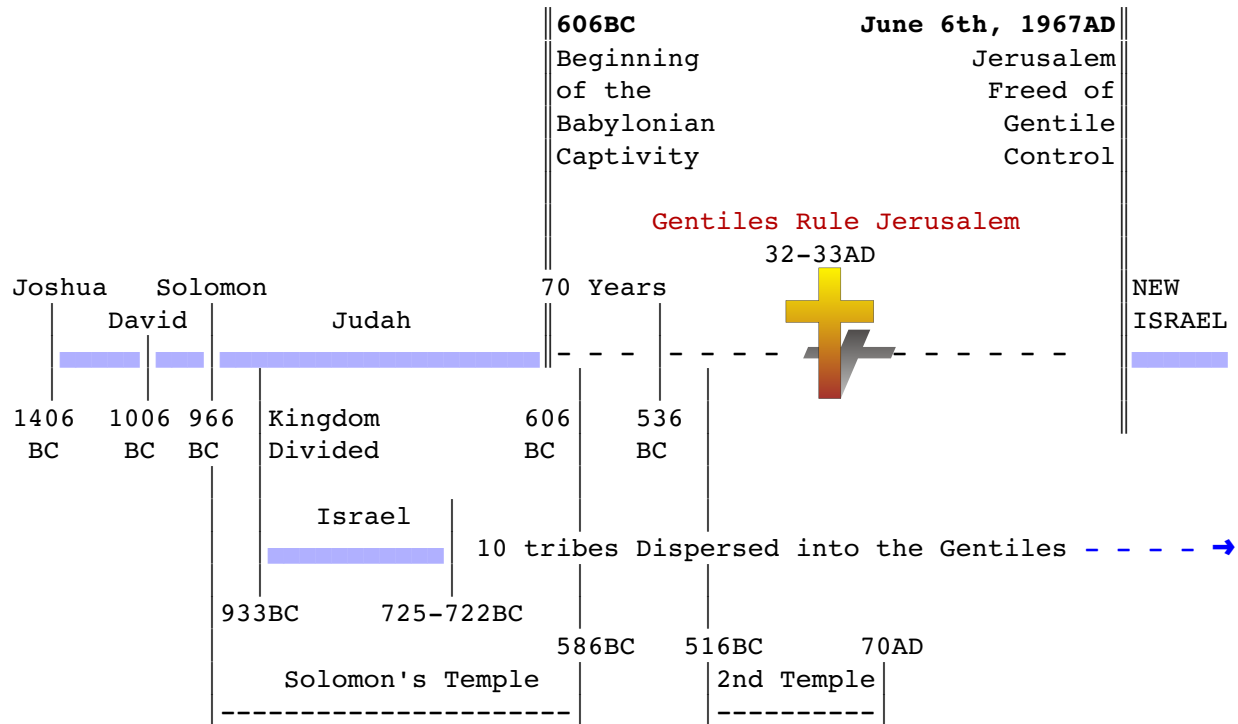 606BC June 6th, 1967AD
Beginning Jerusalem
of the Freed of
Babylonian Gentile
Captivity Control
Gentiles Rule Jerusalem
32-33AD
Joshua Solomon 70 Years NEW
David Judah ISRAEL
1406 1006 966 Kingdom 606 536
BC BC BC Divided BC BC
Israel
10 tribes Dispersed into the Gentiles
933BC 725-722BC
586BC 516BC 70AD
Solomon's Temple 2nd Temple